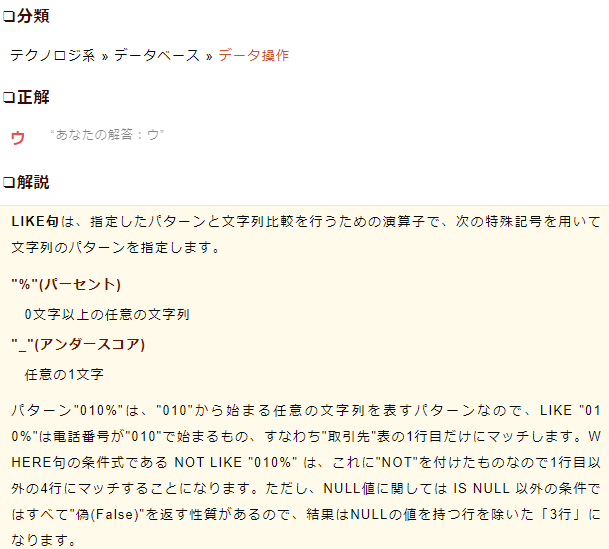 ❏分類
テクノロジ系 » データベース » データ操作
❏正解
ウ “あなたの解答：ウ”
❏解説
LIKE句は、指定したパターンと文字列比較を行うための演算子で、次の特殊記号を用いて
文字列のパターンを指定します。
"%"(パーセント)
0文字以上の任意の文字列
"_"(アンダースコア)
任意の1文字
パターン"010%"は、"010"から始まる任意の文字列を表すパターンなので、LIKE "01
0%"は電話番号が"010"で始まるもの、すなわち"取引先"表の1行目だけにマッチします。W
HERE句の条件式である NOT LIKE "010%" は、これに"NOT"を付けたものなので1行目以
外の4行にマッチすることになります。ただし、NULL値に関しては IS NULL 以外の条件で
はすべて"偽(False)"を返す性質があるので、結果はNULLの値を持つ行を除いた「3行」に
なります。